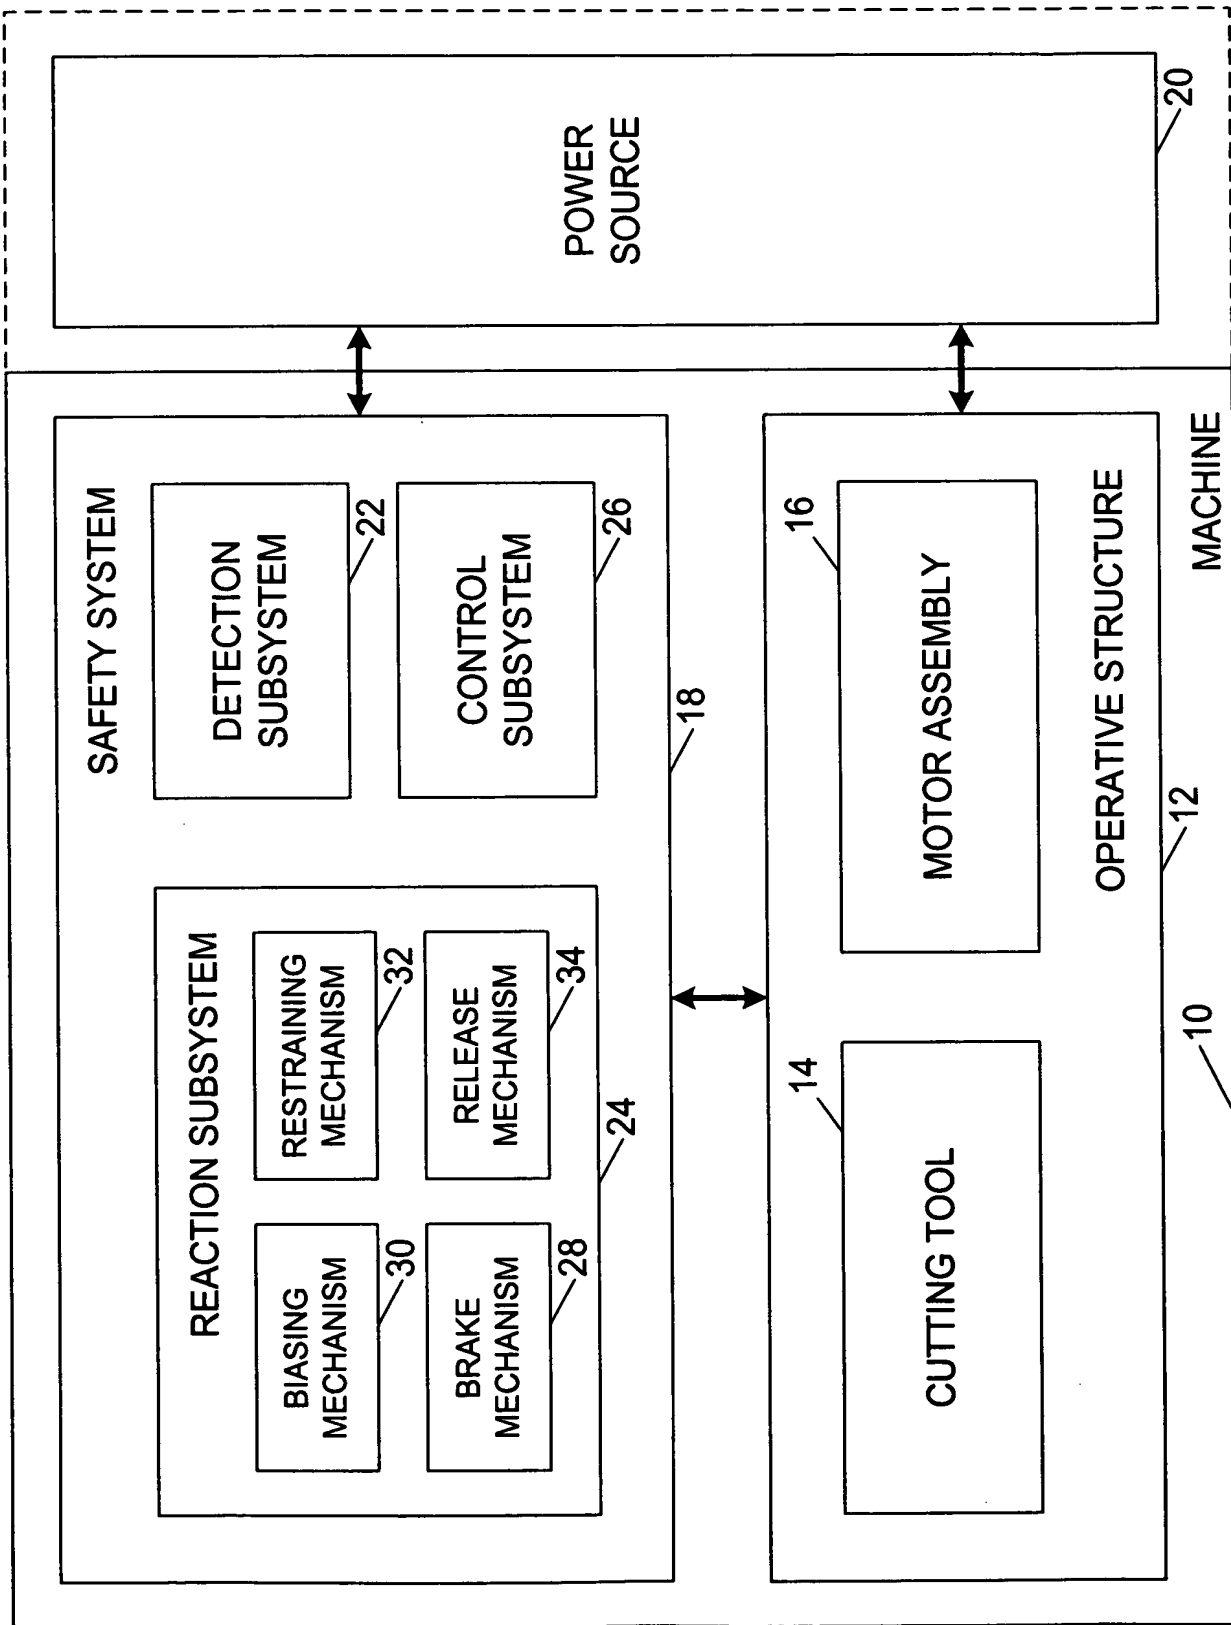 SAFETY SYSTEM
REACTION SUBSYSTEM
BIASING
MECHANISM
30
RESTRAINING
MECHANISM
32
BRAKE
MECHANISM
28
RELEASE
MECHANISM
34
24
DETECTION
SUBSYSTEM
22
CONTROL
SUBSYSTEM
26
18
POWER
SOURCE
20
14
CUTTING TOOL
16
MOTOR ASSEMBLY
OPERATIVE STRUCTURE
12
MACHINE
10